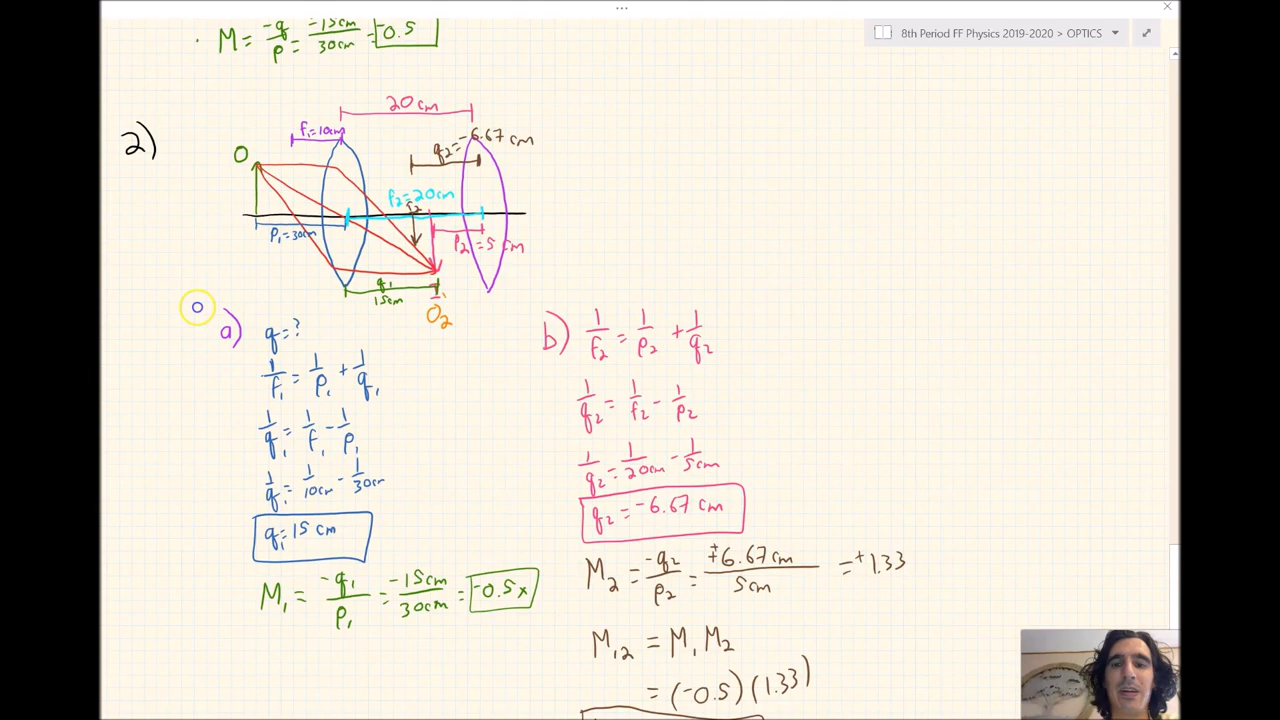 8th Period FF Physics 2019-2020 > OPTICS
M = -q/p = -15cm/30cm = -0.5
2)
20 cm
f₁=10cm
q₂=-6.67 cm
O
f₂=20cm
I₂
P₁=30cm
P₂=5 cm
q₁
15cm
I₁
O₂
a)
q=?
1/f₁ = 1/p₁ + 1/q₁
1/q₁ = 1/f₁ - 1/p₁
1/q₁ = 1/10cm - 1/30cm
q₁=15 cm
M₁ = -q₁/p₁ = -15cm/30cm = -0.5x
b)
1/f₂ = 1/p₂ + 1/q₂
1/q₂ = 1/f₂ - 1/p₂
1/q₂ = 1/20cm - 1/5cm
q₂ = -6.67 cm
M₂ = -q₂/p₂ = +6.67cm/5cm = +1.33
M₁₂ = M₁M₂
= (-0.5)(1.33)